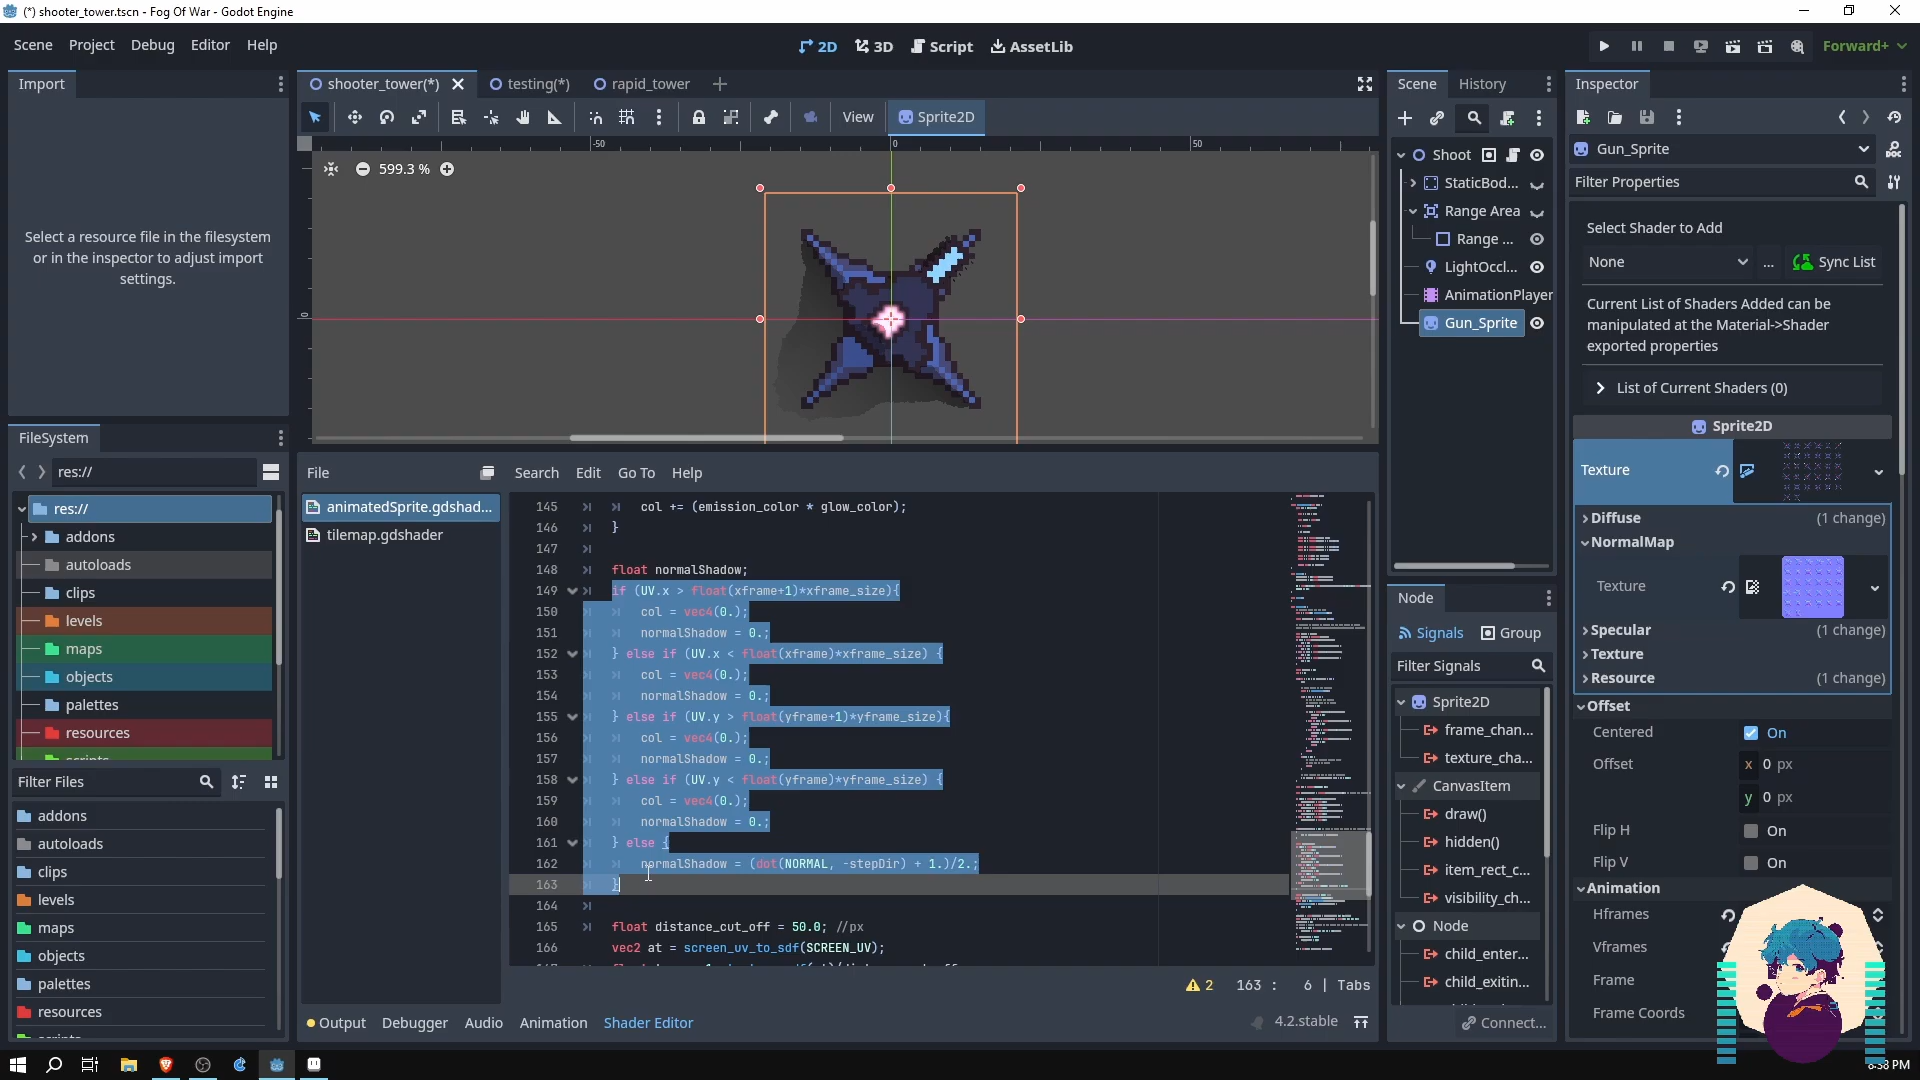 (*) shooter_tower.tscn - Fog Of War - Godot Engine
Scene Project Debug Editor Help
2D 3D Script AssetLib
Forward+
Import
Select a resource file in the filesystem
or in the inspector to adjust import
settings.
shooter_tower(*) testing(*) rapid_tower
View Sprite2D
-50 0 50
0
599.3 %
FileSystem
res://
res://
addons
autoloads
clips
levels
maps
objects
palettes
resources
Filter Files
addons
autoloads
clips
levels
maps
objects
palettes
resources
File Search Edit Go To Help
animatedSprite.gdshad...
tilemap.gdshader
145 col += (emission_color * glow_color);
146 }
147
148 float normalShadow;
149 if (UV.x > float(xframe+1)*xframe_size){
150 col = vec4(0.);
151 normalShadow = 0.;
152 } else if (UV.x < float(xframe)*xframe_size) {
153 col = vec4(0.);
154 normalShadow = 0.;
155 } else if (UV.y > float(yframe+1)*yframe_size){
156 col = vec4(0.);
157 normalShadow = 0.;
158 } else if (UV.y < float(yframe)*yframe_size) {
159 col = vec4(0.);
160 normalShadow = 0.;
161 } else {
162 normalShadow = (dot(NORMAL, -stepDir) + 1.)/2.;
163 }
164
165 float distance_cut_off = 50.0; //px
166 vec2 at = screen_uv_to_sdf(SCREEN_UV);
2 163 : 6 | Tabs
Output Debugger Audio Animation Shader Editor
4.2.stable
Scene History
Shoot
StaticBod...
Range Area
Range ...
LightOccl...
AnimationPlayer
Gun_Sprite
Node
Signals Group
Filter Signals
Sprite2D
frame_chan...
texture_cha...
CanvasItem
draw()
hidden()
item_rect_c...
visibility_ch...
Node
child_enter...
child_exitin...
Connect...
Inspector
Gun_Sprite
Filter Properties
Select Shader to Add
None ... Sync List
Current List of Shaders Added can be
manipulated at the Material->Shader
exported properties
List of Current Shaders (0)
Sprite2D
Texture
Diffuse (1 change)
NormalMap
Texture
Specular (1 change)
Texture
Resource (1 change)
Offset
Centered On
Offset x 0 px
y 0 px
Flip H On
Flip V On
Animation
Hframes
Vframes
Frame
Frame Coords
8:38 PM